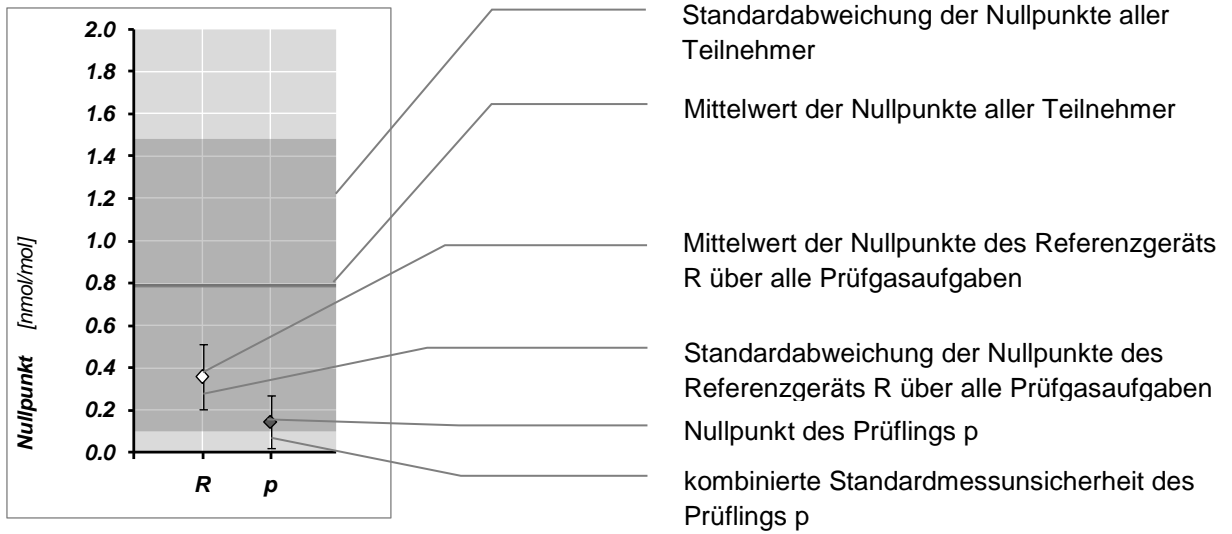 2.0
1.8
1.6
1.4
1.2
1.0
0.8
0.6
0.4
0.2
0.0
Nullpunkt [nmol/mol]
R p
Standardabweichung der Nullpunkte aller
Teilnehmer
Mittelwert der Nullpunkte aller Teilnehmer
Mittelwert der Nullpunkte des Referenzgeräts
R über alle Prüfgasaufgaben
Standardabweichung der Nullpunkte des
Referenzgeräts R über alle Prüfgasaufgaben
Nullpunkt des Prüflings p
kombinierte Standardmessunsicherheit des
Prüflings p